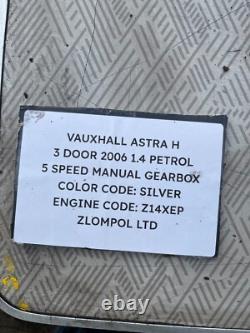 VAUXHALL ASTRA H
3 DOOR 2006 1.4 PETROL
5 SPEED MANUAL GEARBOX
COLOR CODE: SILVER
ENGINE CODE: Z14XEP
ZLOMPOL LTD
ebay